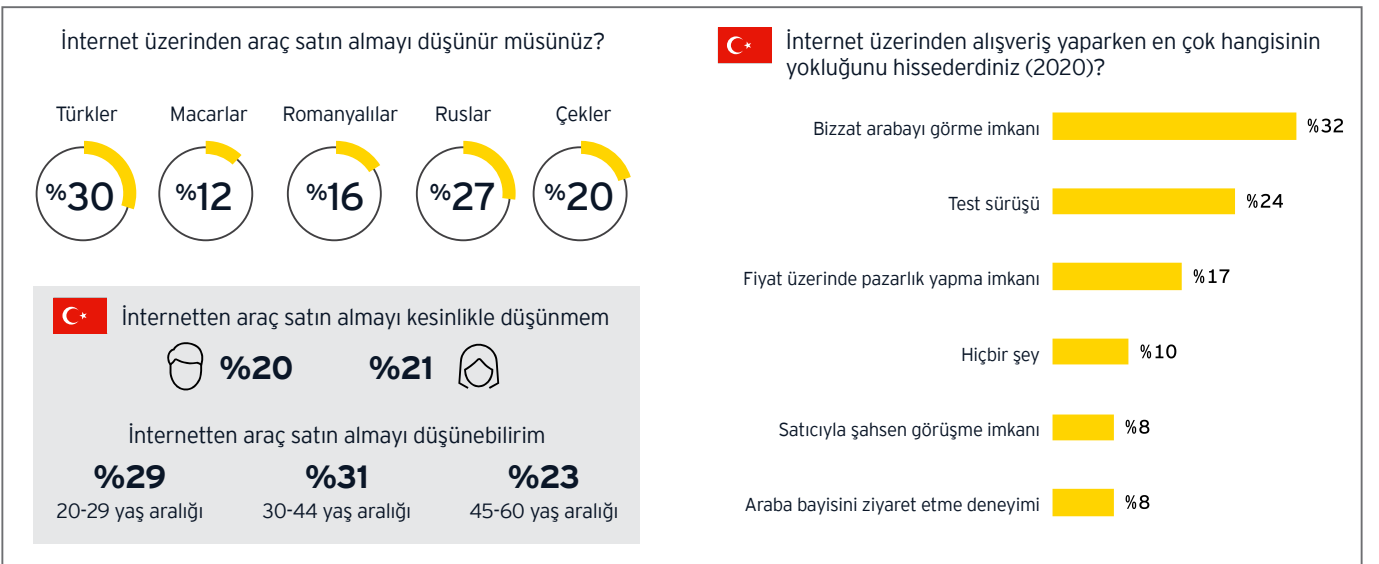 İnternet üzerinden araç satın almayı düşünür müsünüz?
Türkler
Macarlar
Romanyalılar
Ruslar
Çekler
%30
%12
%16
%27
%20
İnternetten araç satın almayı kesinlikle düşünmem
%20
%21
İnternetten araç satın almayı düşünebilirim
%29
%31
%23
20-29 yaş aralığı
30-44 yaş aralığı
45-60 yaş aralığı
İnternet üzerinden alışveriş yaparken en çok hangisinin
yokluğunu hissederdiniz (2020)?
Bizzat arabayı görme imkanı %32
Test sürüşü %24
Fiyat üzerinde pazarlık yapma imkanı %17
Hiçbir şey %10
Satıcıyla şahsen görüşme imkanı %8
Araba bayisini ziyaret etme deneyimi %8